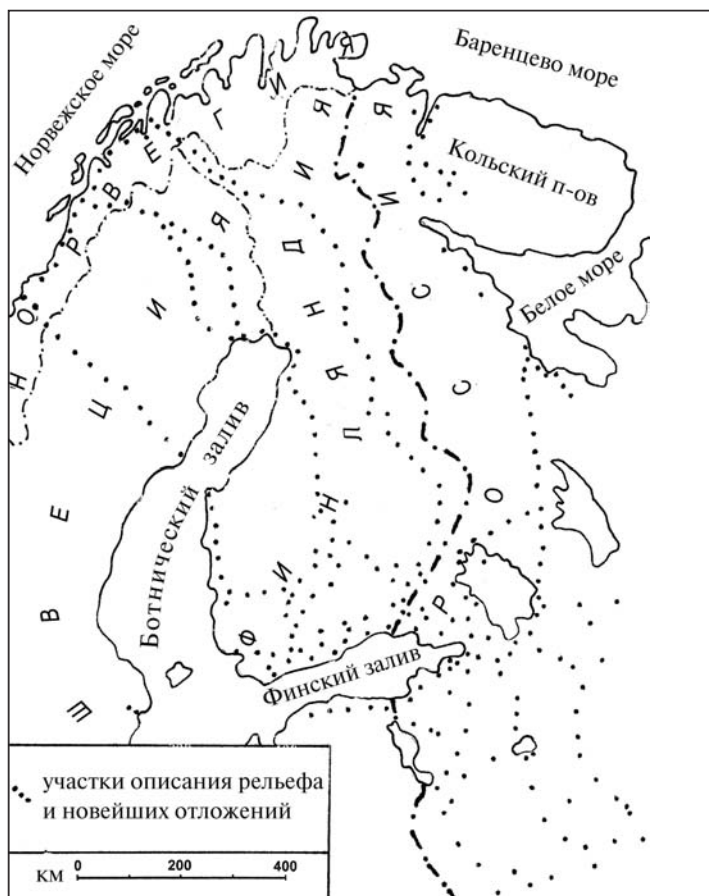 Баренцево море
Норвежское море
Кольский п-ов
НОРВЕГИЯ
Белое море
ФИНЛЯНДИЯ
РОССИЯ
ШВЕЦИЯ
Ботнический залив
Финский залив
участки описания рельефа
и новейших отложений
КМ 0 200 400